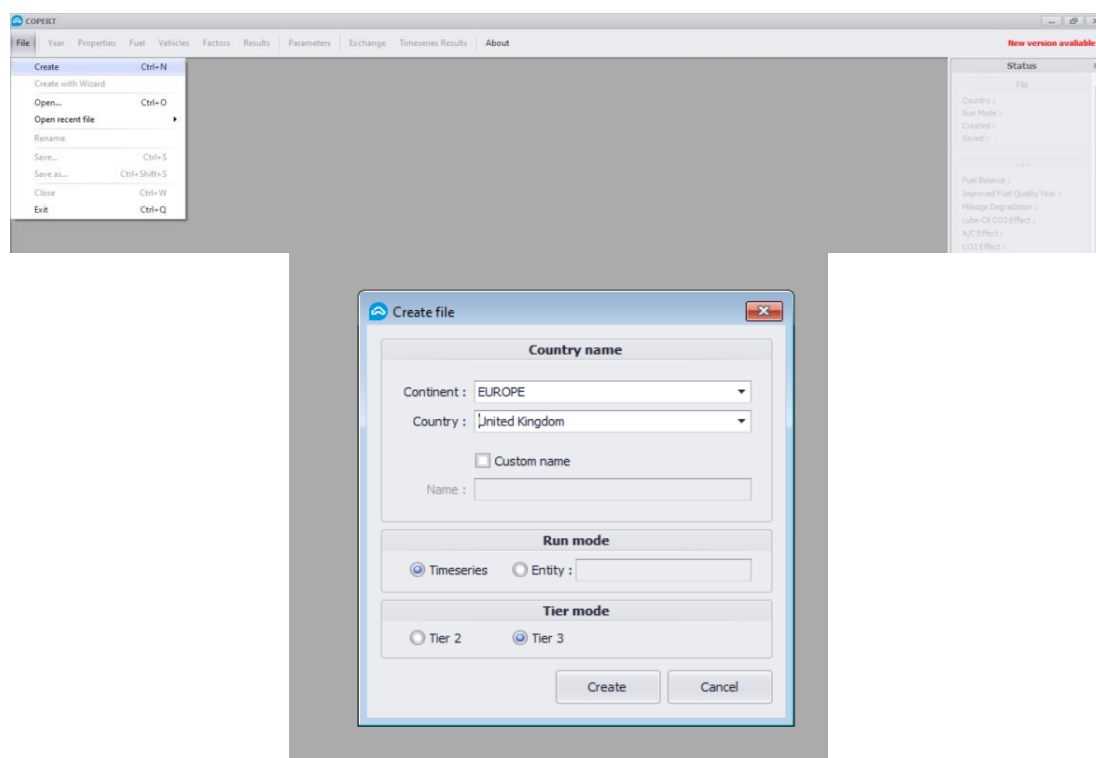 COPERT
File Year Properties Fuel Vehicles Factors Results Parameters Exchange Timeseries Results About New version avaliable
Create Ctrl+N
Create with Wizard
Open... Ctrl+O
Open recent file
Rename
Save... Ctrl+S
Save as... Ctrl+Shift+S
Close Ctrl+W
Exit Ctrl+Q
Status
File
Country :
Run Mode :
Created :
Saved :
- : -
Fuel Balance :
Improved Fuel Quality Year :
Mileage Degradation :
Lube-Oil CO2 Effect :
A/C Effect :
CO2 Effect :
Create file
Country name
Continent : EUROPE
Country : United Kingdom
Custom name
Name :
Run mode
Timeseries Entity :
Tier mode
Tier 2 Tier 3
Create Cancel